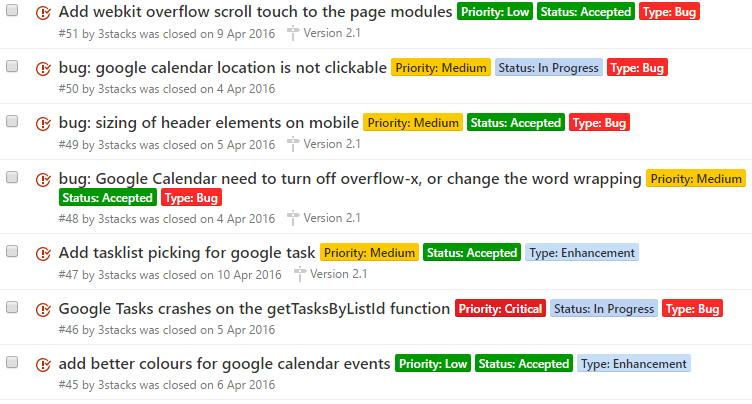 Add webkit overflow scroll touch to the page modules Priority: Low Status: Accepted Type: Bug
#51 by 3stacks was closed on 9 Apr 2016 Version 2.1
bug: google calendar location is not clickable Priority: Medium Status: In Progress Type: Bug
#50 by 3stacks was closed on 4 Apr 2016
bug: sizing of header elements on mobile Priority: Medium Status: Accepted Type: Bug
#49 by 3stacks was closed on 5 Apr 2016 Version 2.1
bug: Google Calendar need to turn off overflow-x, or change the word wrapping Priority: Medium
Status: Accepted Type: Bug
#48 by 3stacks was closed on 4 Apr 2016 Version 2.1
Add tasklist picking for google task Priority: Medium Status: Accepted Type: Enhancement
#47 by 3stacks was closed on 10 Apr 2016 Version 2.1
Google Tasks crashes on the getTasksByListId function Priority: Critical Status: In Progress Type: Bug
#46 by 3stacks was closed on 5 Apr 2016
add better colours for google calendar events Priority: Low Status: Accepted Type: Enhancement
#45 by 3stacks was closed on 6 Apr 2016